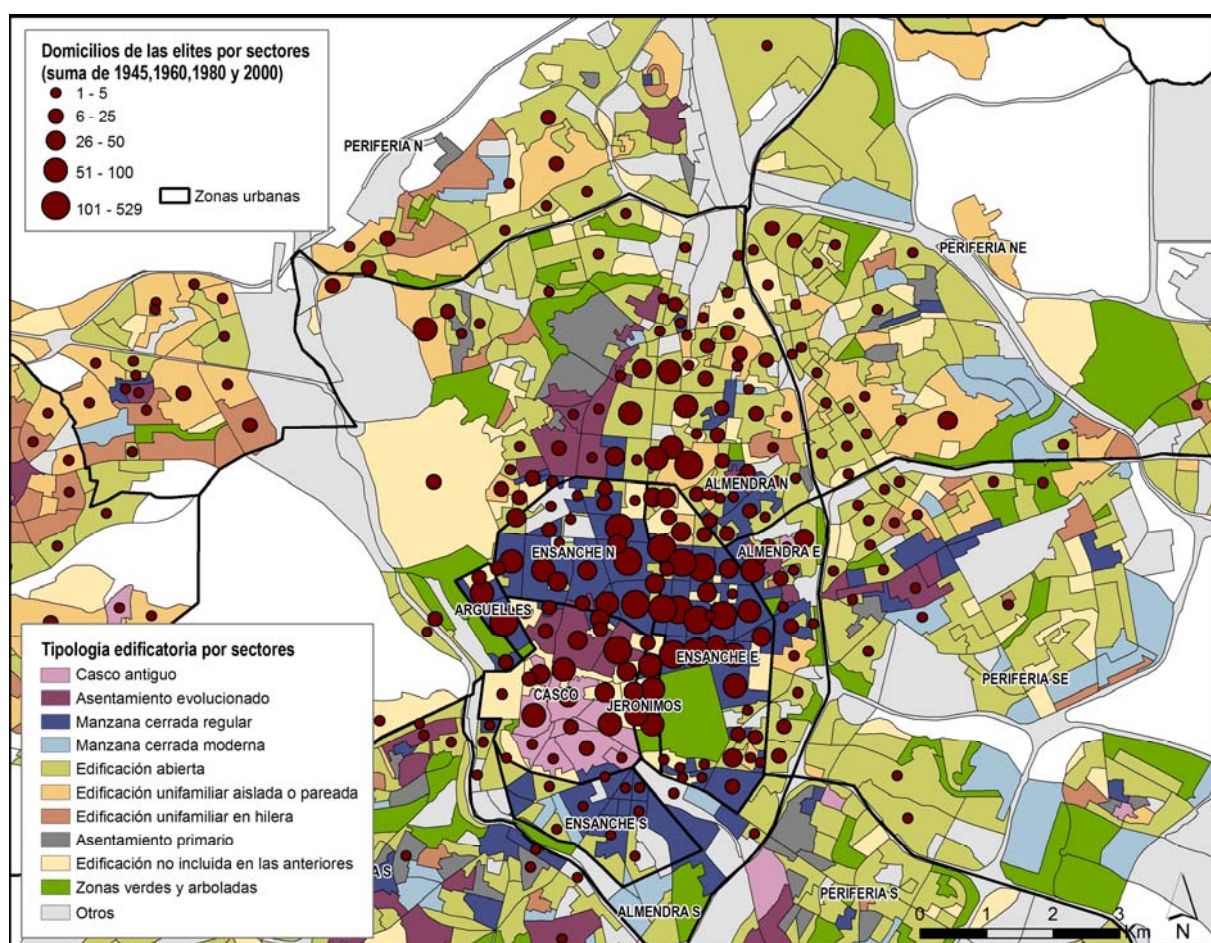 Domicilios de las elites por sectores
(suma de 1945,1960,1980 y 2000)
1 - 5
6 - 25
26 - 50
51 - 100
101 - 529
Zonas urbanas
PERIFERIA N
PERIFERIA NE
ALMENDRA N
ENSANCHE N
ALMENDRA E
ARGUELLES
ENSANCHE E
CASCO
JERONIMOS
PERIFERIA SE
ENSANCHE S
A S
ALMENDRA S
PERIFERIA S
Tipología edificatoria por sectores
Casco antiguo
Asentamiento evolucionado
Manzana cerrada regular
Manzana cerrada moderna
Edificación abierta
Edificación unifamiliar aislada o pareada
Edificación unifamiliar en hilera
Asentamiento primario
Edificación no incluida en las anteriores
Zonas verdes y arboladas
Otros
0 1 2 3
Km
N